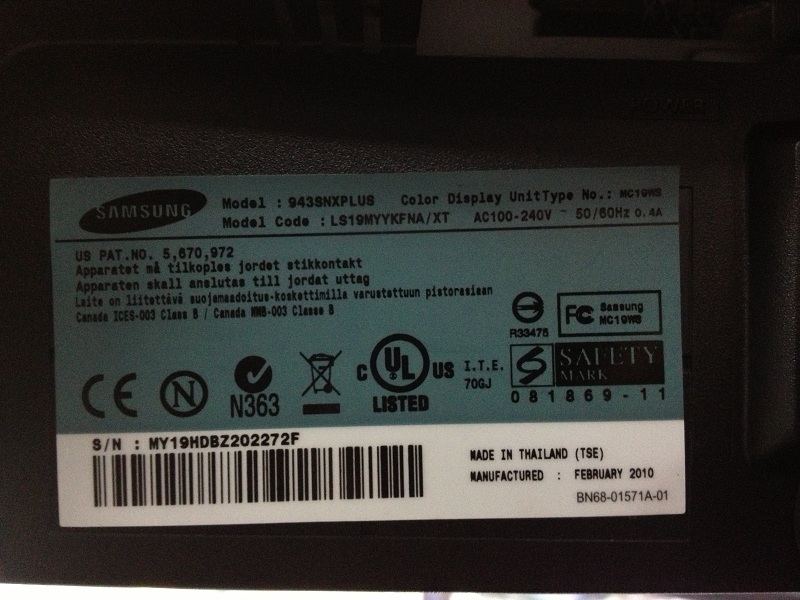 POWER
SAMSUNG
Model : 943SNXPLUS Color Display Unit Type No.: MC19WS
Model Code : LS19MYYKFNA/XT AC100-240V ~ 50/60Hz 0.4A
US PAT.NO. 5,670,972
Apparatet må tilkoples jordet stikkontakt
Apparaten skall anslutas till jordat uttag
Laite on liitettävä suojamaadoitus-koskettimilla varustettuun pistorasiaan
Canada ICES-003 Class B / Canada NMB-003 Classe B
R33475
FC Samsung
MC19WS
CE N N363
C UL US
LISTED
I.T.E.
70GJ
S SAFETY
MARK
081869-11
S/N : MY19HDBZ202272F
MADE IN THAILAND (TSE)
MANUFACTURED : FEBRUARY 2010
BN68-01571A-01